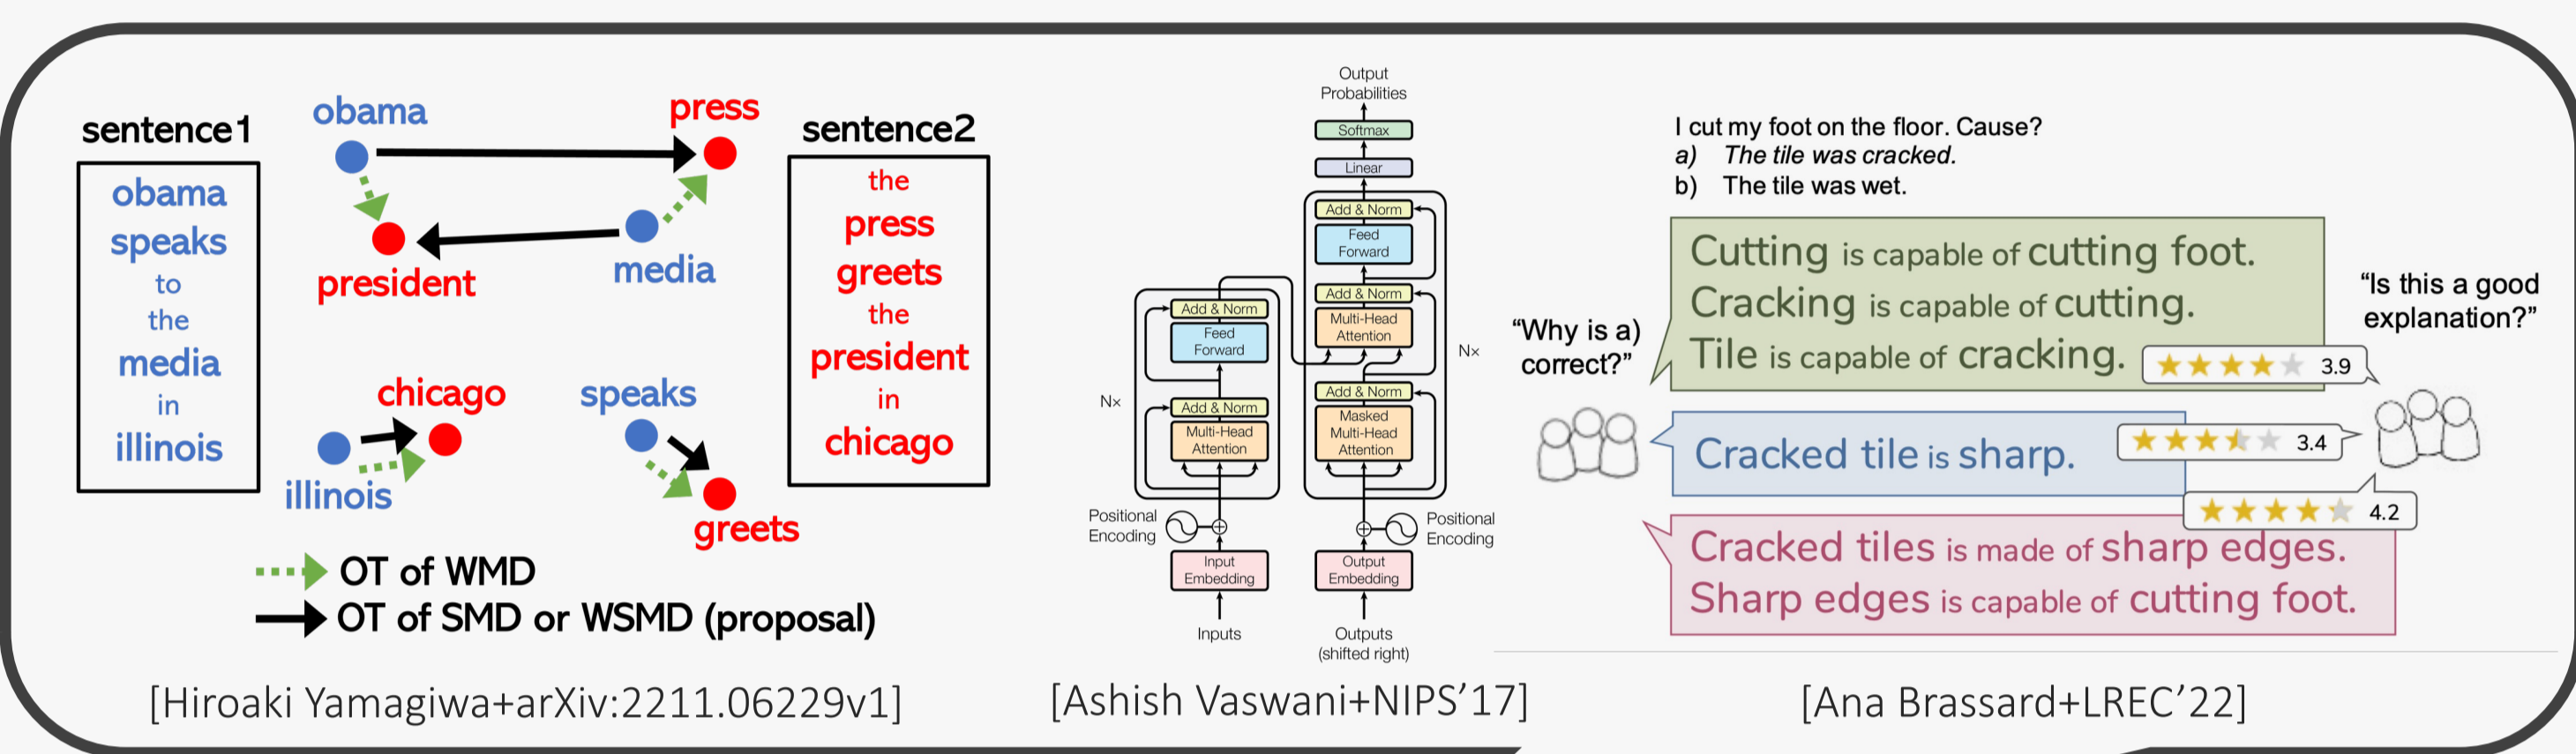 sentence1
obama
speaks
to
the
media
in
illinois
obama
press
president
media
chicago
illinois
speaks
greets
OT of WMD
OT of SMD or WSMD (proposal)
sentence2
the
press
greets
the
president
in
chicago
[Hiroaki Yamagiwa+arXiv:2211.06229v1]
Output
Probabilities
Softmax
Linear
Add & Norm
Feed
Forward
Add & Norm
Multi-Head
Attention
Add & Norm
Masked
Multi-Head
Attention
Nx
Add & Norm
Feed
Forward
Add & Norm
Multi-Head
Attention
Nx
Positional
Encoding
Positional
Encoding
Input
Embedding
Output
Embedding
Inputs
Outputs
(shifted right)
[Ashish Vaswani+NIPS’17]
I cut my foot on the floor. Cause?
a) The tile was cracked.
b) The tile was wet.
“Why is a)
correct?”
Cutting is capable of cutting foot.
Cracking is capable of cutting.
Tile is capable of cracking.
3.9
“Is this a good
explanation?”
Cracked tile is sharp.
3.4
4.2
Cracked tiles is made of sharp edges.
Sharp edges is capable of cutting foot.
[Ana Brassard+LREC’22]